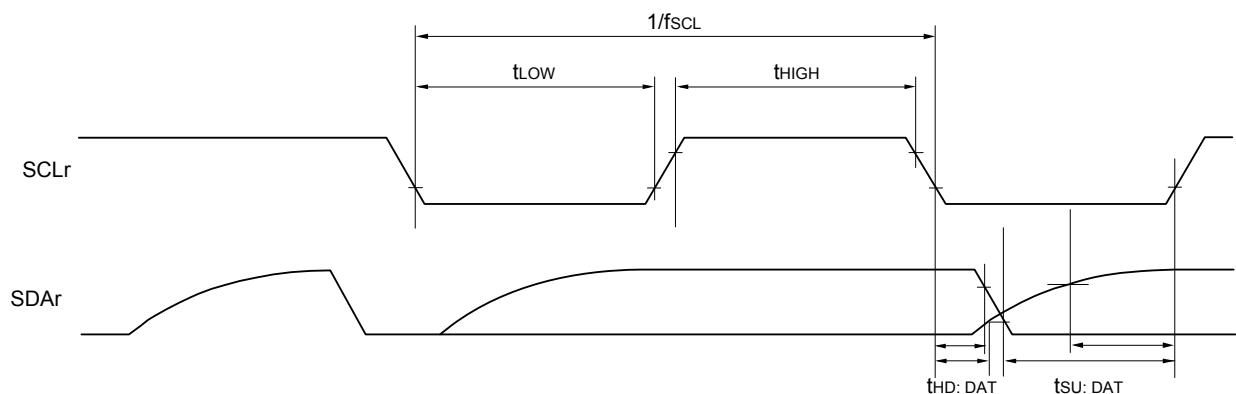 1/fSCL
tLOW
tHIGH
SCLr
SDAr
tHD: DAT
tSU: DAT